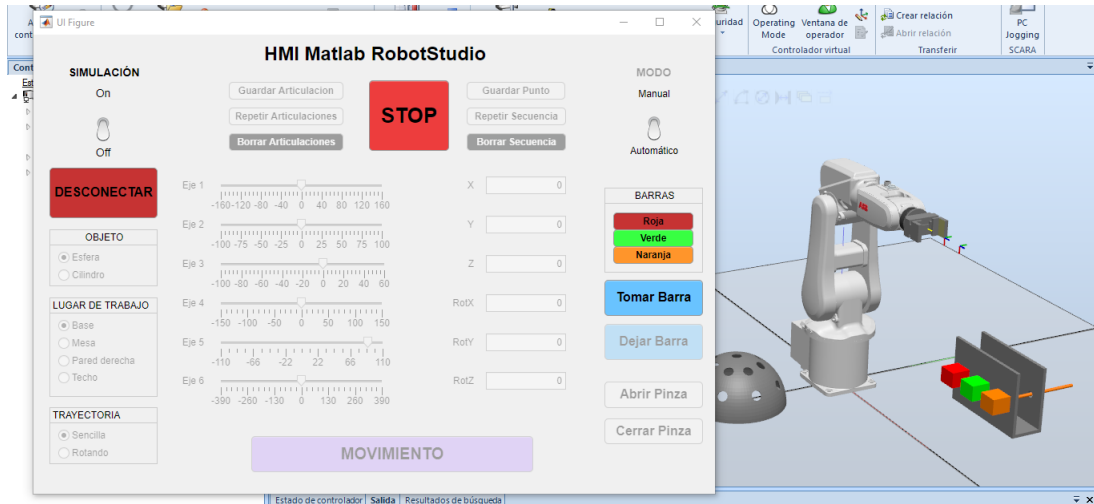 UI Figure
HMI Matlab RobotStudio
SIMULACIÓN
On
Off
DESCONECTAR
OBJETO
Esfera
Cilindro
LUGAR DE TRABAJO
Base
Mesa
Pared derecha
Techo
TRAYECTORIA
Sencilla
Rotando
Guardar Articulacion
Repetir Articulaciones
Borrar Articulaciones
STOP
Guardar Punto
Repetir Secuencia
Borrar Secuencia
Eje 1
-160 -120 -80 -40 0 40 80 120 160
Eje 2
-100 -75 -50 -25 0 25 50 75 100
Eje 3
-100 -80 -60 -40 -20 0 20 40 60
Eje 4
-150 -100 -50 0 50 100 150
Eje 5
-110 -66 -22 22 66 110
Eje 6
-390 -260 -130 0 130 260 390
X 0
Y 0
Z 0
RotX 0
RotY 0
RotZ 0
MOVIMIENTO
MODO
Manual
Automático
BARRAS
Roja
Verde
Naranja
Tomar Barra
Dejar Barra
Abrir Pinza
Cerrar Pinza
uridad
Operating Mode
Ventana de operador
Controlador virtual
Crear relación
Abrir relación
Transferir
PC Jogging
SCARA
ABB
Estado de controlador Salida Resultados de búsqueda